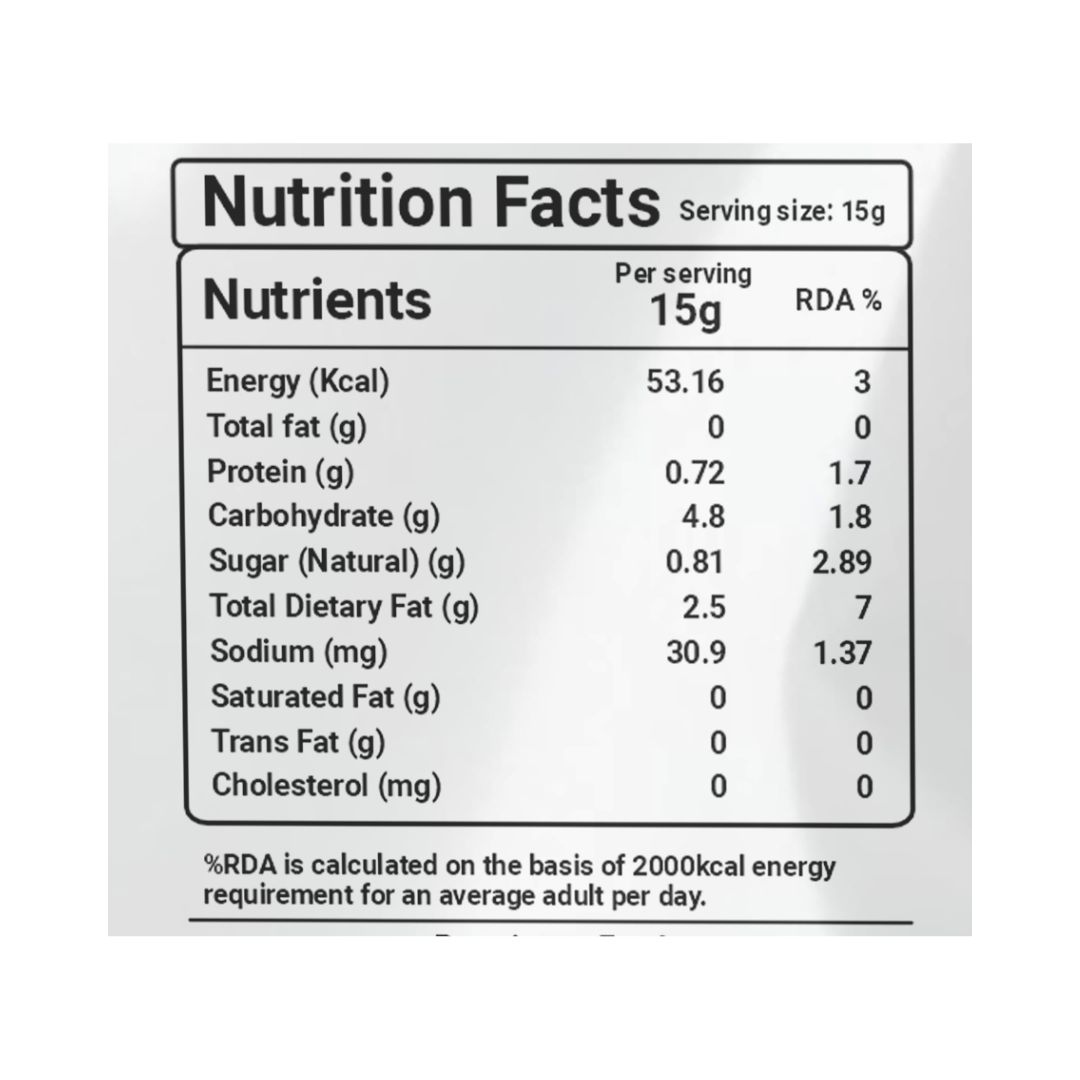 Nutrition Facts Serving size: 15g
Nutrients Per serving 15g RDA %
Energy (Kcal) 53.16 3
Total fat (g) 0 0
Protein (g) 0.72 1.7
Carbohydrate (g) 4.8 1.8
Sugar (Natural) (g) 0.81 2.89
Total Dietary Fat (g) 2.5 7
Sodium (mg) 30.9 1.37
Saturated Fat (g) 0 0
Trans Fat (g) 0 0
Cholesterol (mg) 0 0
%RDA is calculated on the basis of 2000kcal energy
requirement for an average adult per day.